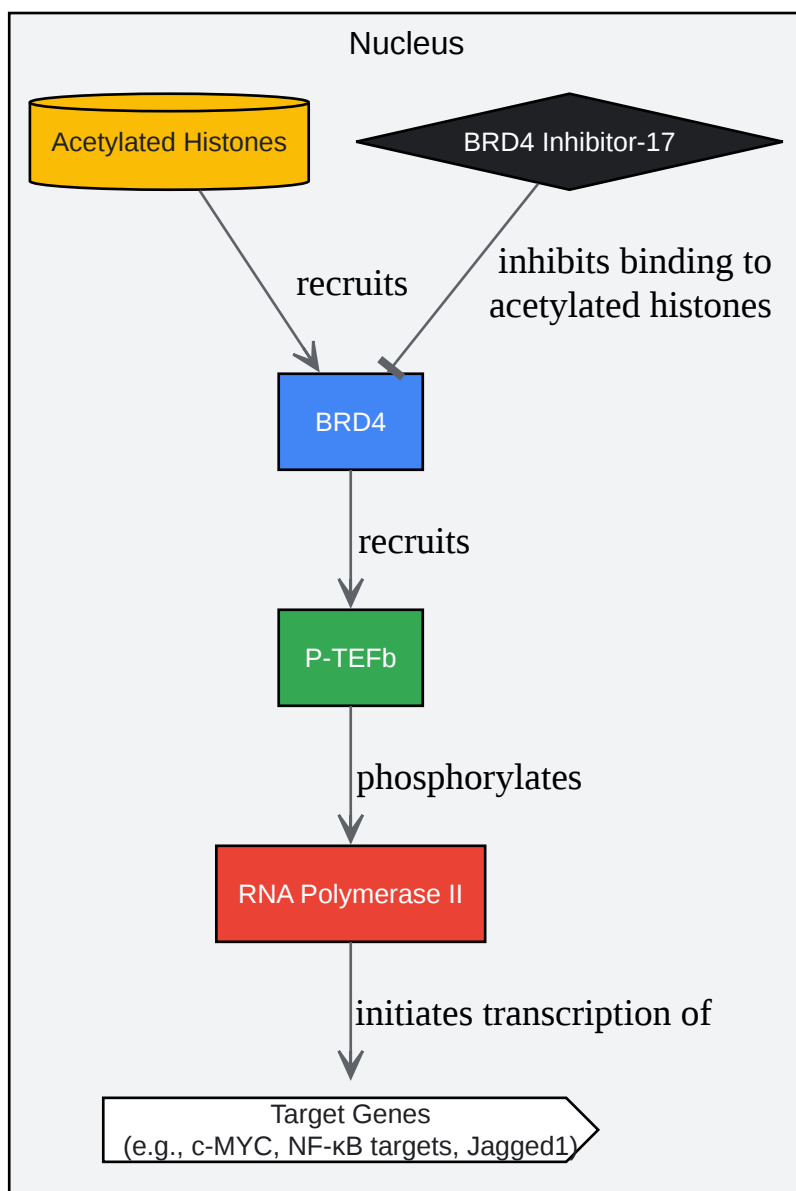 Nucleus
Acetylated Histones
BRD4 Inhibitor-17
recruits
inhibits binding to
acetylated histones
BRD4
recruits
P-TEFb
phosphorylates
RNA Polymerase II
initiates transcription of
Target Genes
(e.g., c-MYC, NF-κB targets, Jagged1)